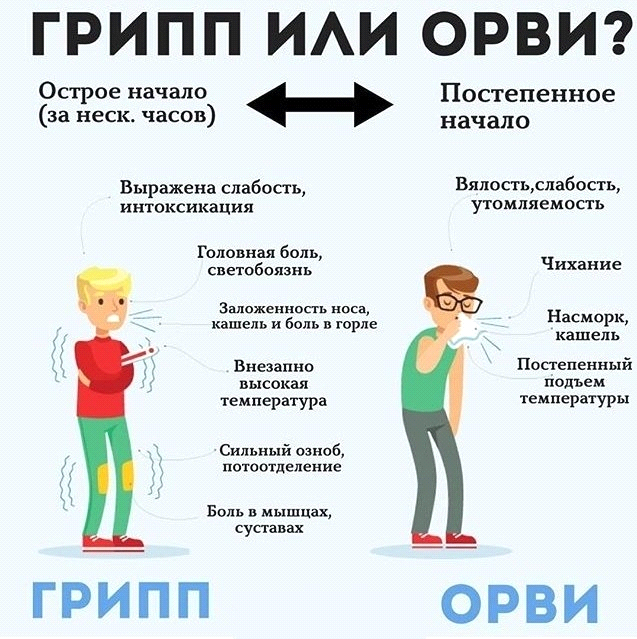 ГРИПП ИЛИ ОРВИ?
Острое начало
(за неск. часов)
Постепенное
начало
Выражена слабость,
интоксикация
Головная боль,
светобоязнь
Заложенность носа,
кашель и боль в горле
Внезапно
высокая
температура
Сильный озноб,
потоотделение
Боль в мышцах,
суставах
Вялость,слабость,
утомляемость
Чихание
Насморк,
кашель
Постепенный
подъем
температуры
ГРИПП
ОРВИ